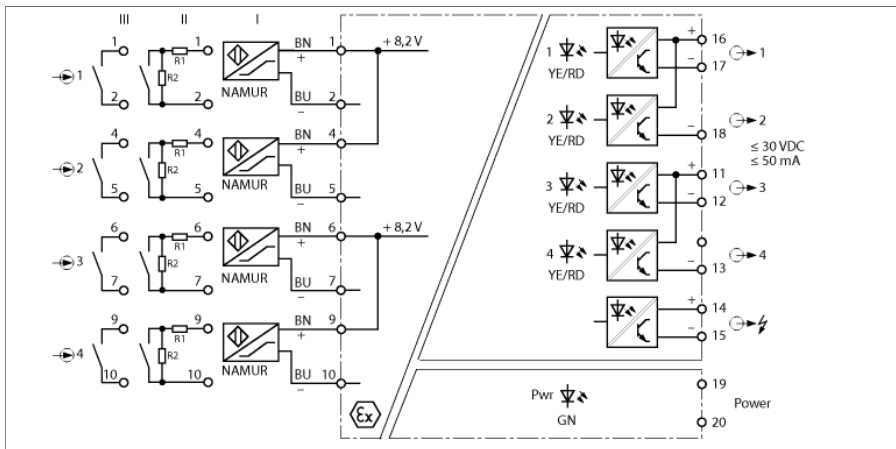 III II I
1 1 BN 1 + 8,2 V
+
R1
1 R2
NAMUR
2 2 BU 2
–
4 4 BN 4
+
R1
2 R2
NAMUR
5 5 BU 5
–
6 6 BN 6 + 8,2 V
+
R1
3 R2
NAMUR
7 7 BU 7
–
9 9 BN 9
+
R1
4 R2
NAMUR
10 10 BU 10
–
Ex
+ 16
1 1
YE/RD – 17
2 2
YE/RD – 18
≤ 30 VDC
≤ 50 mA
+ 11
3 3
YE/RD – 12
4 4
YE/RD – 13
+ 14
– 15
19
Pwr Power
GN 20